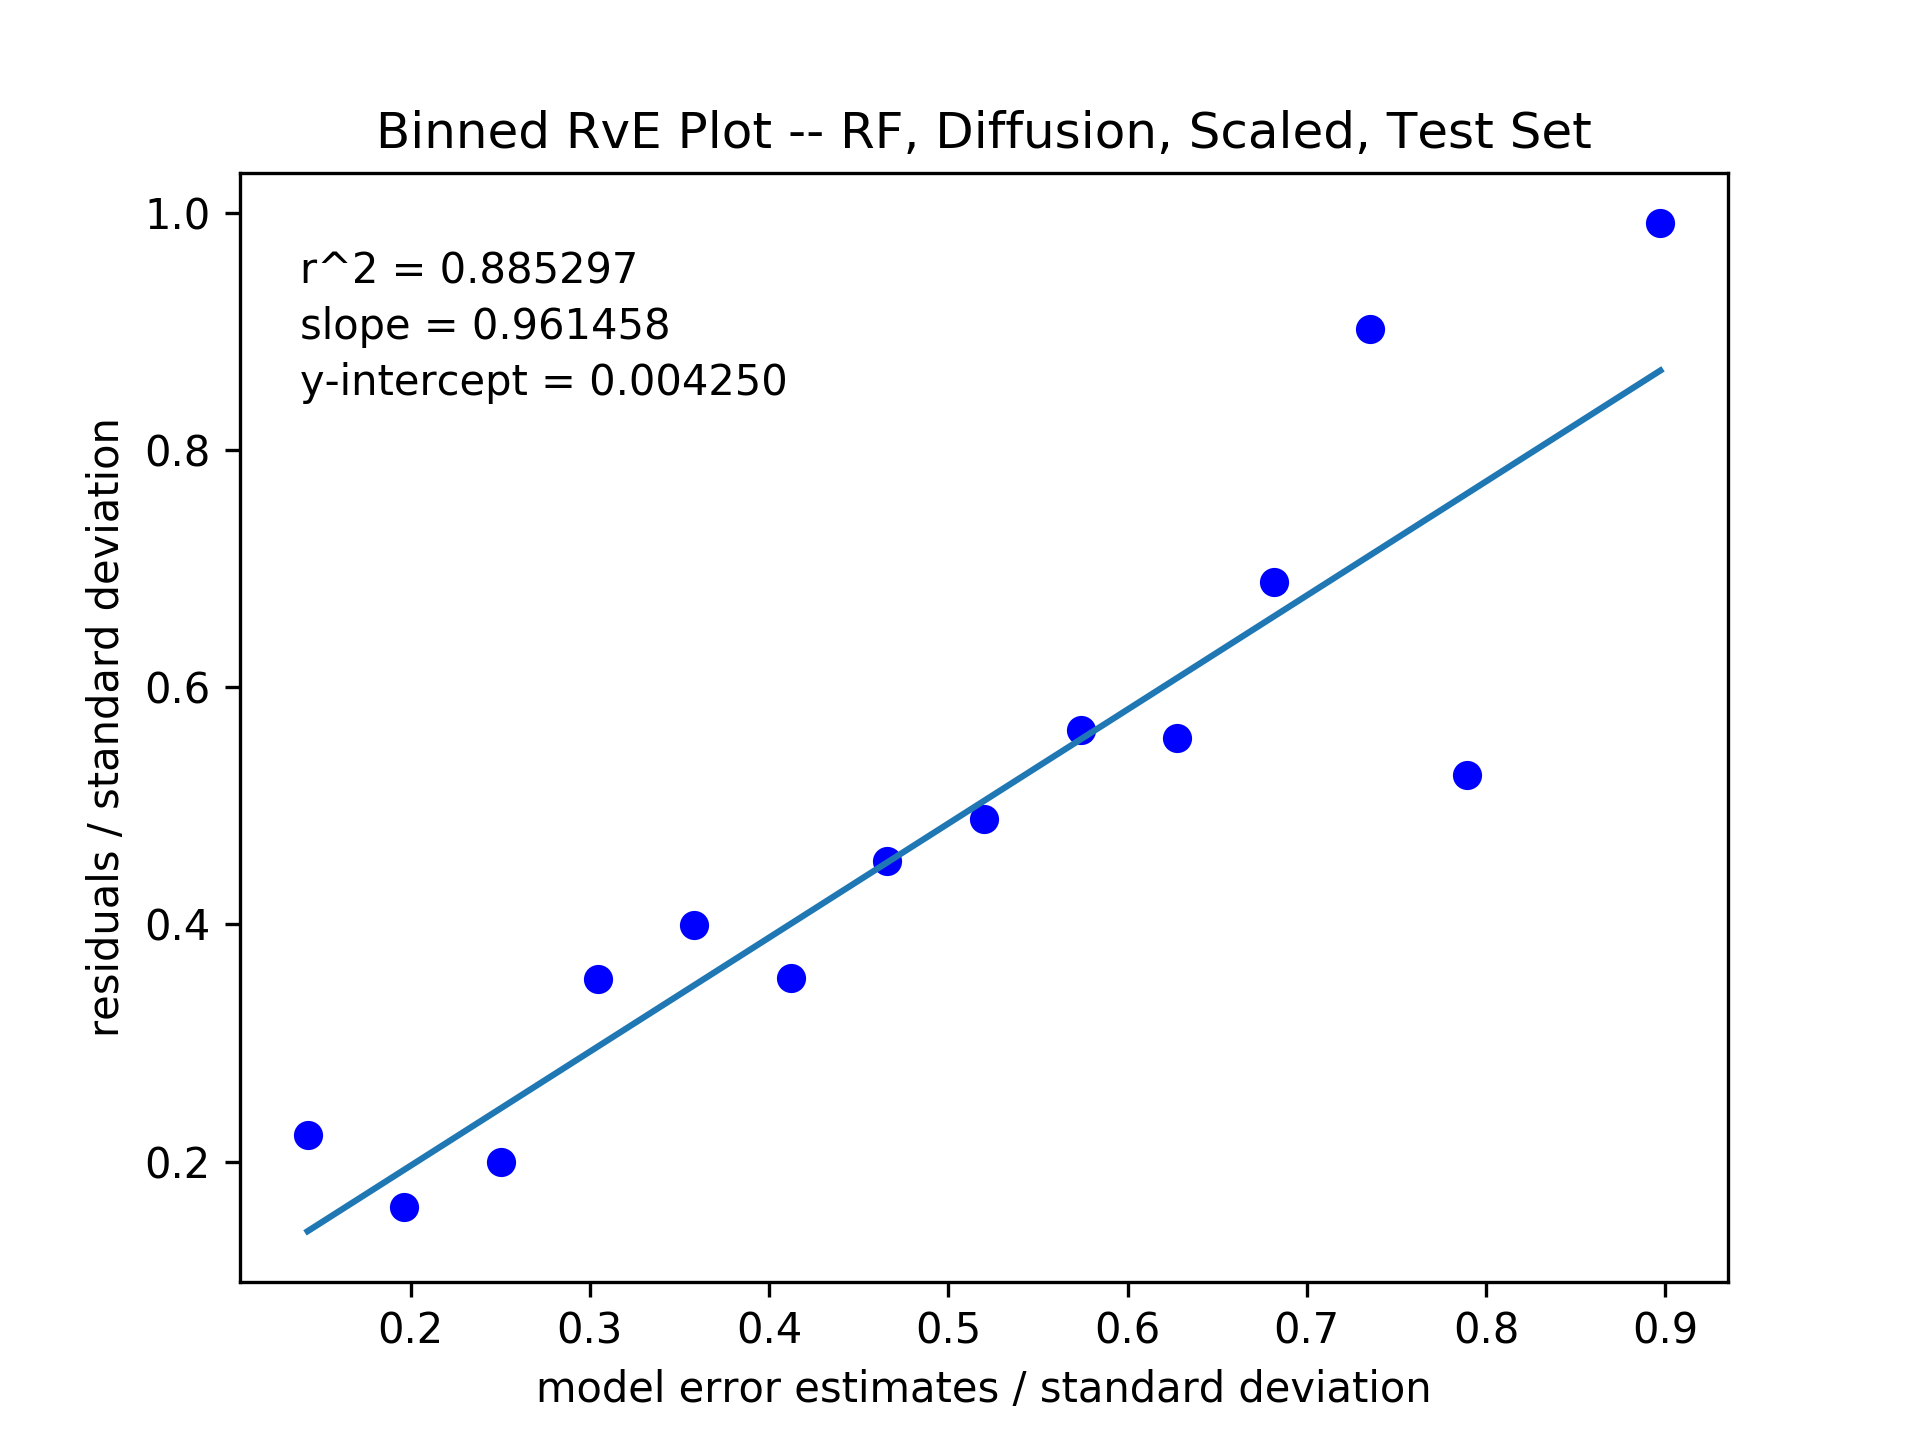 Binned RvE Plot -- RF, Diffusion, Scaled, Test Set
r^2 = 0.885297
slope = 0.961458
y-intercept = 0.004250
residuals / standard deviation
1.0
0.8
0.6
0.4
0.2
0.2 0.3 0.4 0.5 0.6 0.7 0.8 0.9
model error estimates / standard deviation